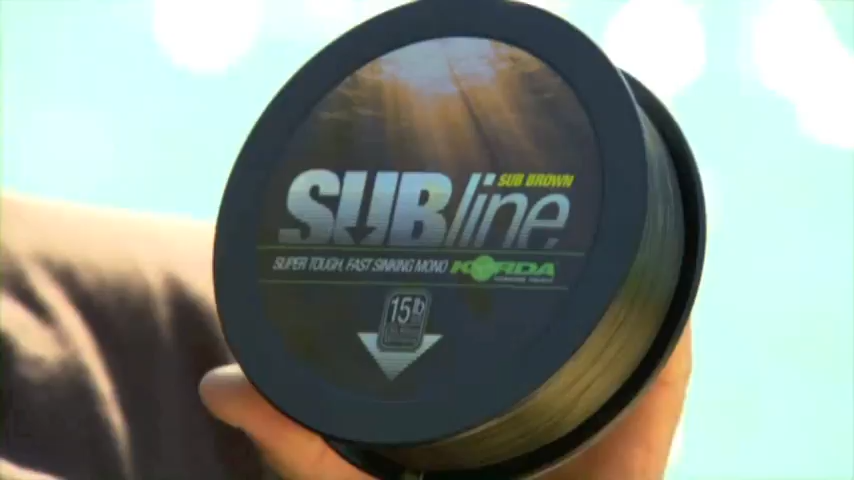 SUB BROWN
SUBline
SUPER TOUGH, FAST SINKING MONO KORDA
15lb